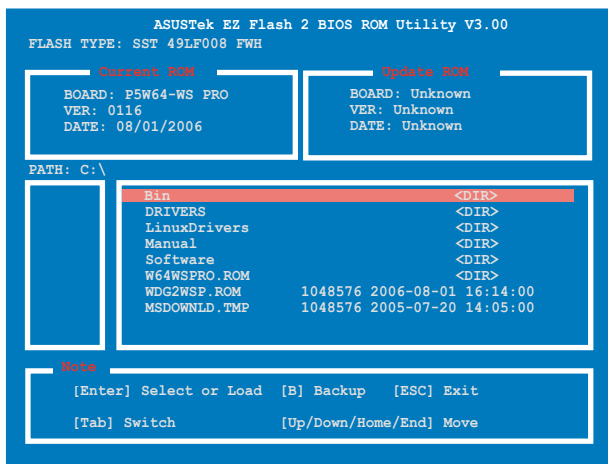 ASUSTek EZ Flash 2 BIOS ROM Utility V3.00
FLASH TYPE: SST 49LF008 FWH
Current ROM
BOARD: P5W64-WS PRO
VER: 0116
DATE: 08/01/2006
Update ROM
BOARD: Unknown
VER: Unknown
DATE: Unknown
PATH: C:\
Bin <DIR>
DRIVERS <DIR>
LinuxDrivers <DIR>
Manual <DIR>
Software <DIR>
W64WSPRO.ROM <DIR>
WDG2WSP.ROM 1048576 2006-08-01 16:14:00
MSDOWNLD.TMP 1048576 2005-07-20 14:05:00
Note
[Enter] Select or Load [B] Backup [ESC] Exit
[Tab] Switch [Up/Down/Home/End] Move